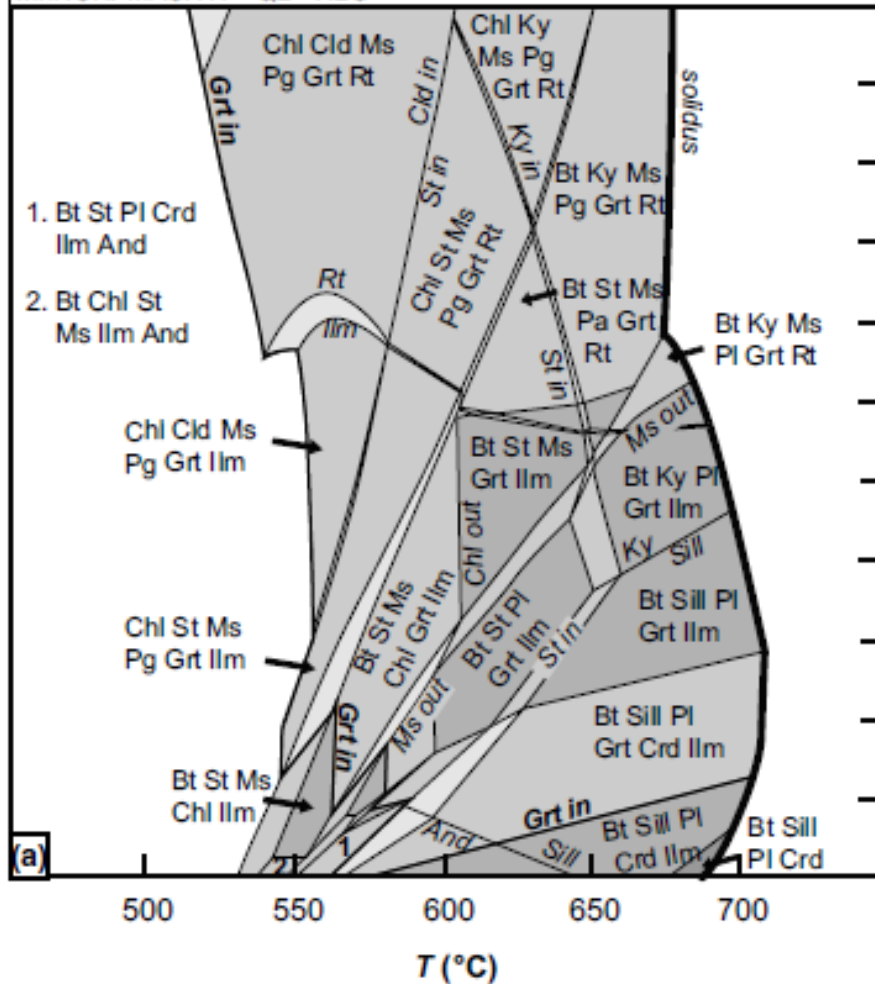 Chl Cld Ms
Pg Grt Rt
Chl Ky
Ms Pg
Grt Rt
Grt in
Cld in
St in
Ky in
solidus
1. Bt St Pl Crd
Ilm And
2. Bt Chl St
Ms Ilm And
Chl St Ms
Pg Grt Rt
Bt Ky Ms
Pg Grt Rt
Rt
Ilm
Bt St Ms
Pa Grt
Rt
St in
Bt Ky Ms
Pl Grt Rt
Ms out
Chl Cld Ms
Pg Grt Ilm
Bt St Ms
Grt Ilm
Bt Ky Pl
Grt Ilm
Chl out
Ky
Sill
Chl St Ms
Pg Grt Ilm
Bt St Ms
Chl Grt Ilm
Bt St Pl
Grt Ilm
St in
Bt Sill Pl
Grt Ilm
Grt in
Ms out
Bt Sill Pl
Grt Crd Ilm
Bt St Ms
Chl Ilm
Grt in
And
Sill
Bt Sill Pl
Crd Ilm
Bt Sill
Pl Crd
1
2
(a)
500 550 600 650 700
T (°C)